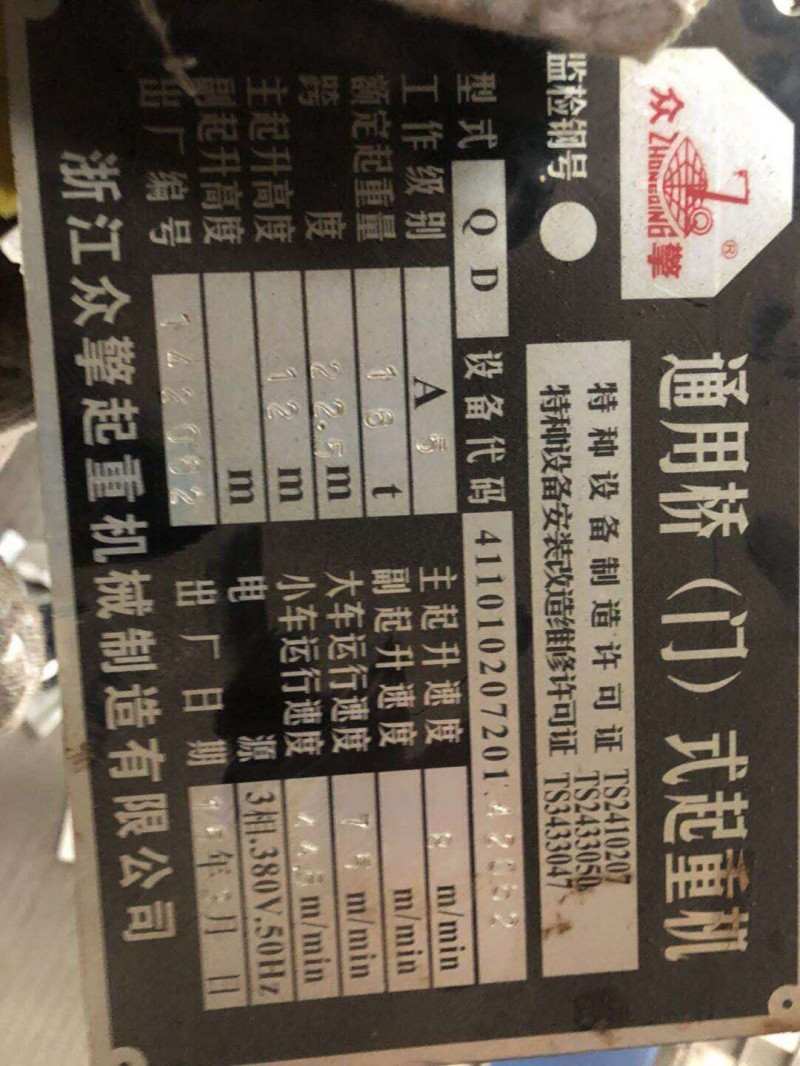 众擎
ZHONGQING
®
通用桥（门）式起重机
监检钢号
特种设备制造许可证 TS2410207
TS2433050
特种设备安装改造维修许可证 TS3433047
型式 QD 设备代码 411010207201
工作级别 A5 主起升速度 8 m/min
额定起重量 t 副起升速度 m/min
跨度 22.5 m 大车运行速度 75 m/min
主起升高度 12 m 小车运行速度 m/min
副起升高度 m 电源 3相.380V.50Hz
出厂编号 出厂日期 年 月 日
浙江众擎起重机械制造有限公司